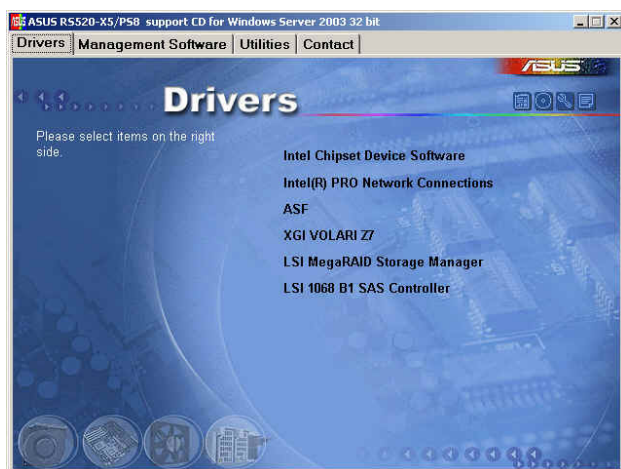 ASUS RS520-X5/PS8 support CD for Windows Server 2003 32 bit
Drivers Management Software Utilities Contact
ASUS
Drivers
Please select items on the right
side.
Intel Chipset Device Software
Intel(R) PRO Network Connections
ASF
XGI VOLARI Z7
LSI MegaRAID Storage Manager
LSI 1068 B1 SAS Controller